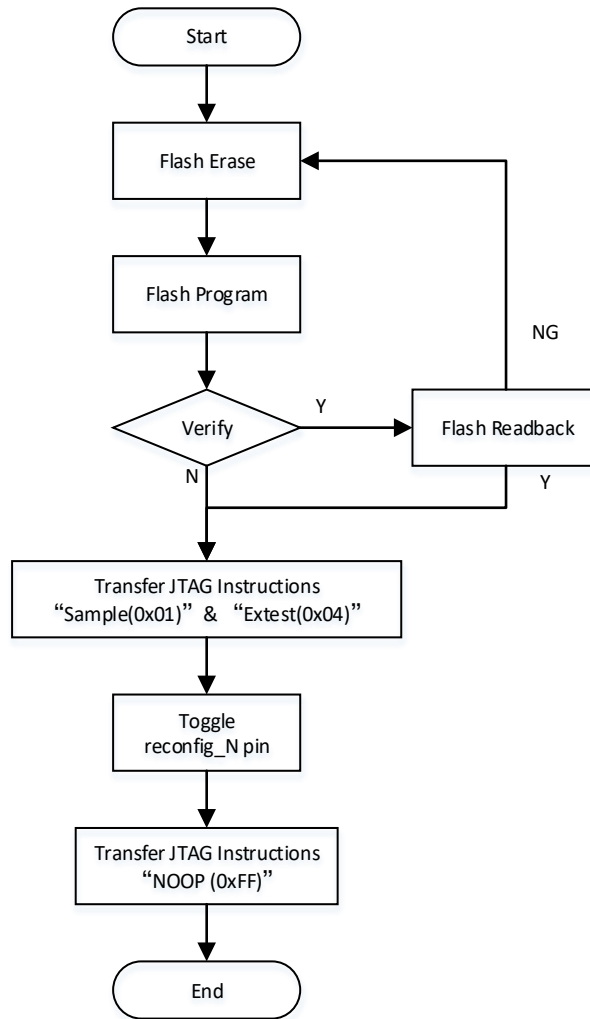 Start
Flash Erase
Flash Program
NG
Verify
Y
Flash Readback
N
Y
Transfer JTAG Instructions
“Sample(0x01)” & “Extest(0x04)”
Toggle
reconfig_N pin
Transfer JTAG Instructions
“NOOP (0xFF)”
End